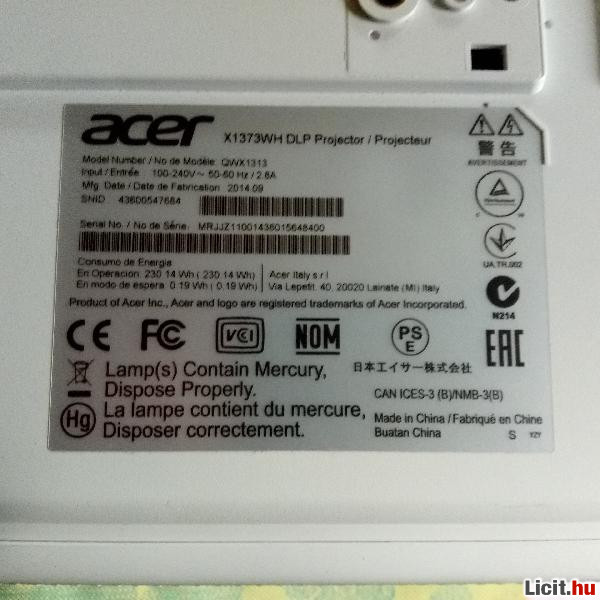 acer X1373WH DLP Projector / Projecteur
Model Number / No de Modèle: QWX1313
Input / Entrée 100-240V~ 50-60 Hz / 2.8A
Mfg. Date / Date de Fabrication 2014.09
SNID : 43600547684
Serial No. / No de Série: MRJJZ11001436015648400
Consumo de Energia
En Operacion: 230.14 Wh ( 230.14 Wh)
En modo de espera: 0.19 Wh ( 0.19 Wh)
Acer Italy s r l
Via Lepetit, 40, 20020 Lainate (Mi) Italy
Product of Acer Inc., Acer and logo are registered trademarks of Acer Incorporated.
警告
AVERTISSEMENT
UA.TR.002
N214
CE FC VCI NOM PS E EAC
日本エイサー株式会社
Lamp(s) Contain Mercury,
Dispose Properly.
Hg La lampe contient du mercure,
Disposer correctement.
CAN ICES-3 (B)/NMB-3(B)
Made in China / Fabriqué en Chine
Buatan China S YZY
Licit.hu